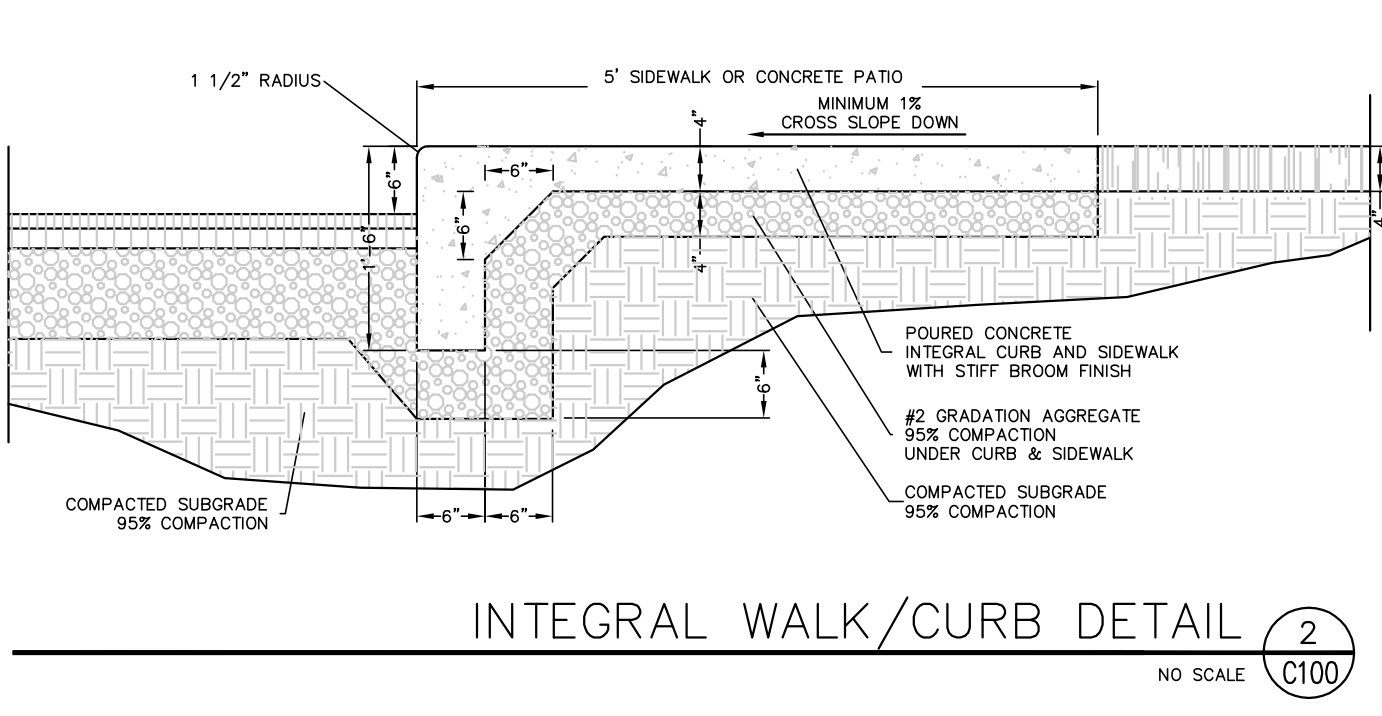 1 1/2" RADIUS
5' SIDEWALK OR CONCRETE PATIO
MINIMUM 1%
CROSS SLOPE DOWN
4"
6"
6"
1'-6"
6"
4"
4"
6"
6"
6"
POURED CONCRETE
INTEGRAL CURB AND SIDEWALK
WITH STIFF BROOM FINISH
#2 GRADATION AGGREGATE
95% COMPACTION
UNDER CURB & SIDEWALK
COMPACTED SUBGRADE
95% COMPACTION
COMPACTED SUBGRADE
95% COMPACTION
INTEGRAL WALK/CURB DETAIL
2
NO SCALE
C100